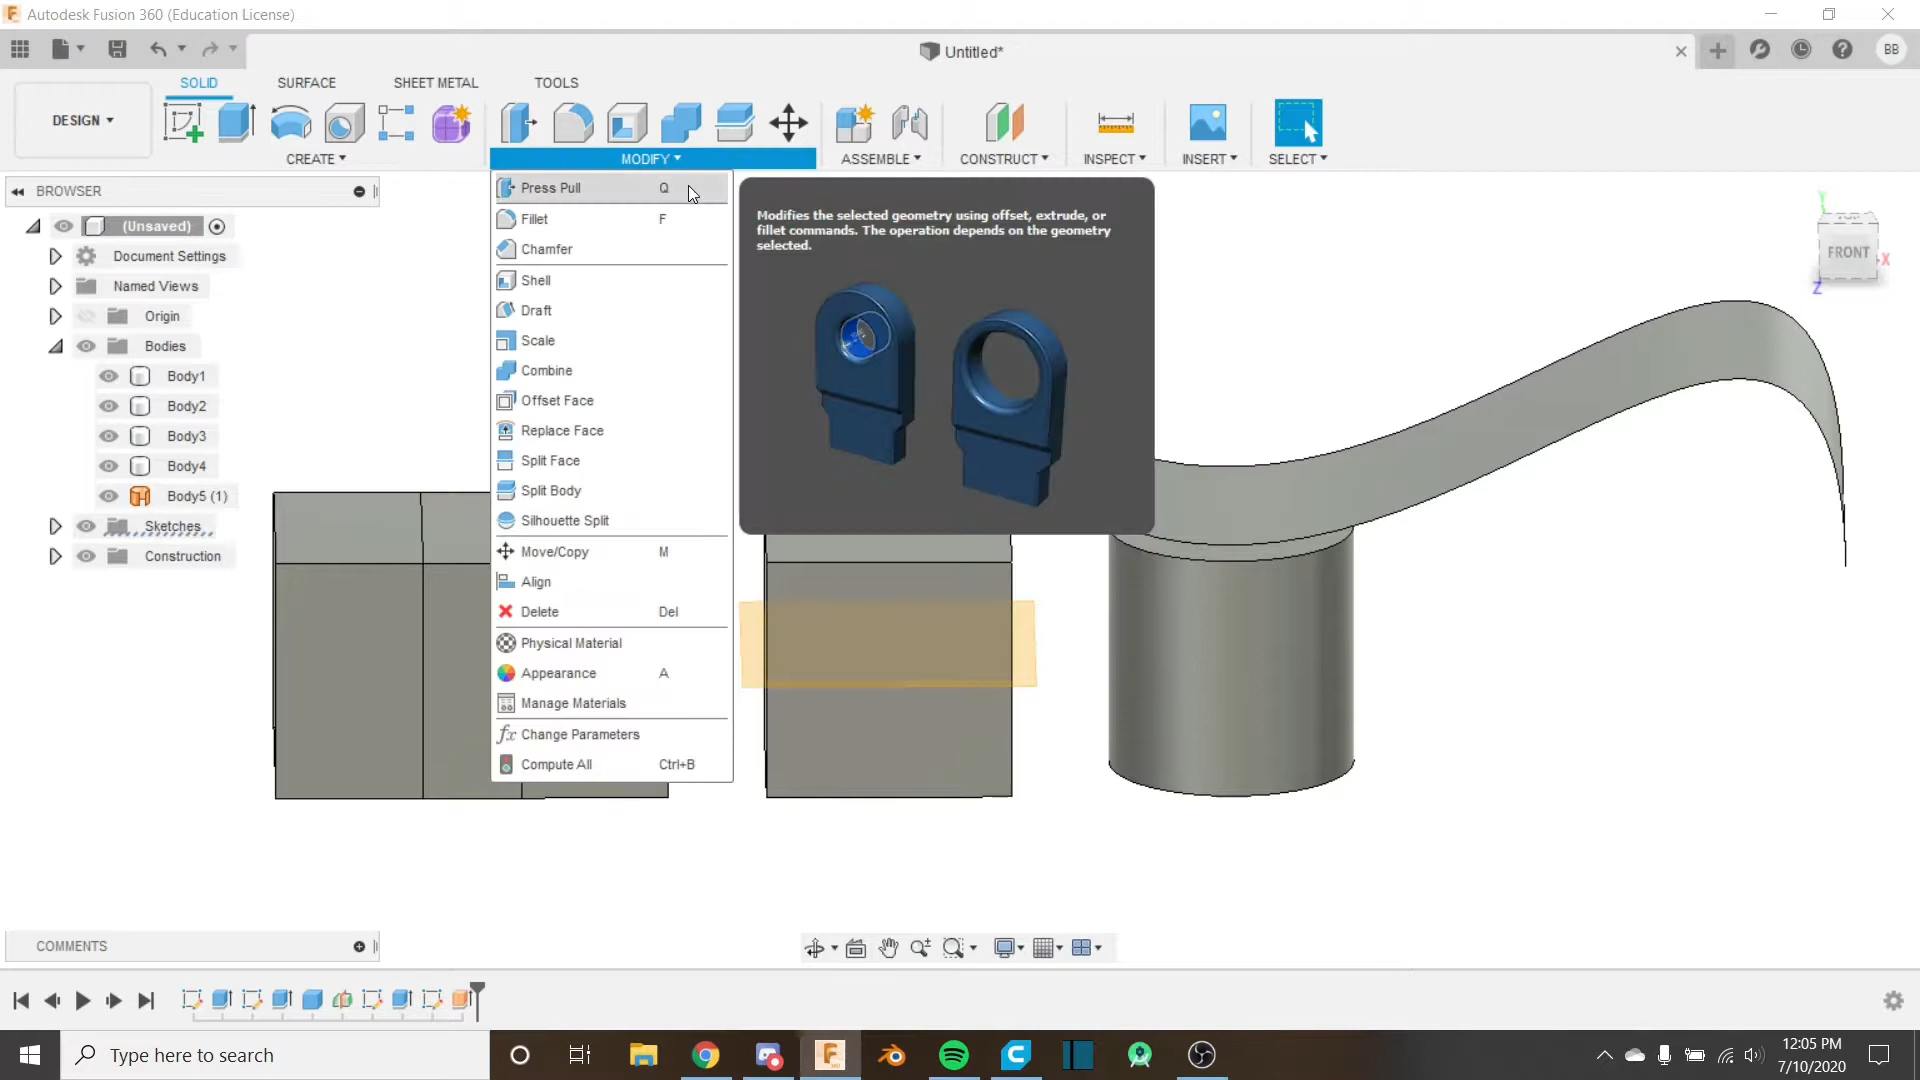 Autodesk Fusion 360 (Education License)
Untitled*
BB
SOLID
SURFACE
SHEET METAL
TOOLS
DESIGN
CREATE
MODIFY
ASSEMBLE
CONSTRUCT
INSPECT
INSERT
SELECT
BROWSER
(Unsaved)
Document Settings
Named Views
Origin
Bodies
Body1
Body2
Body3
Body4
Body5 (1)
Sketches
Construction
Press Pull Q
Fillet F
Chamfer
Shell
Draft
Scale
Combine
Offset Face
Replace Face
Split Face
Split Body
Silhouette Split
Move/Copy M
Align
Delete Del
Physical Material
Appearance A
Manage Materials
fx Change Parameters
Compute All Ctrl+B
Modifies the selected geometry using offset, extrude, or
fillet commands. The operation depends on the geometry
selected.
Y
TOP
FRONT
X
Z
COMMENTS
Type here to search
12:05 PM
7/10/2020